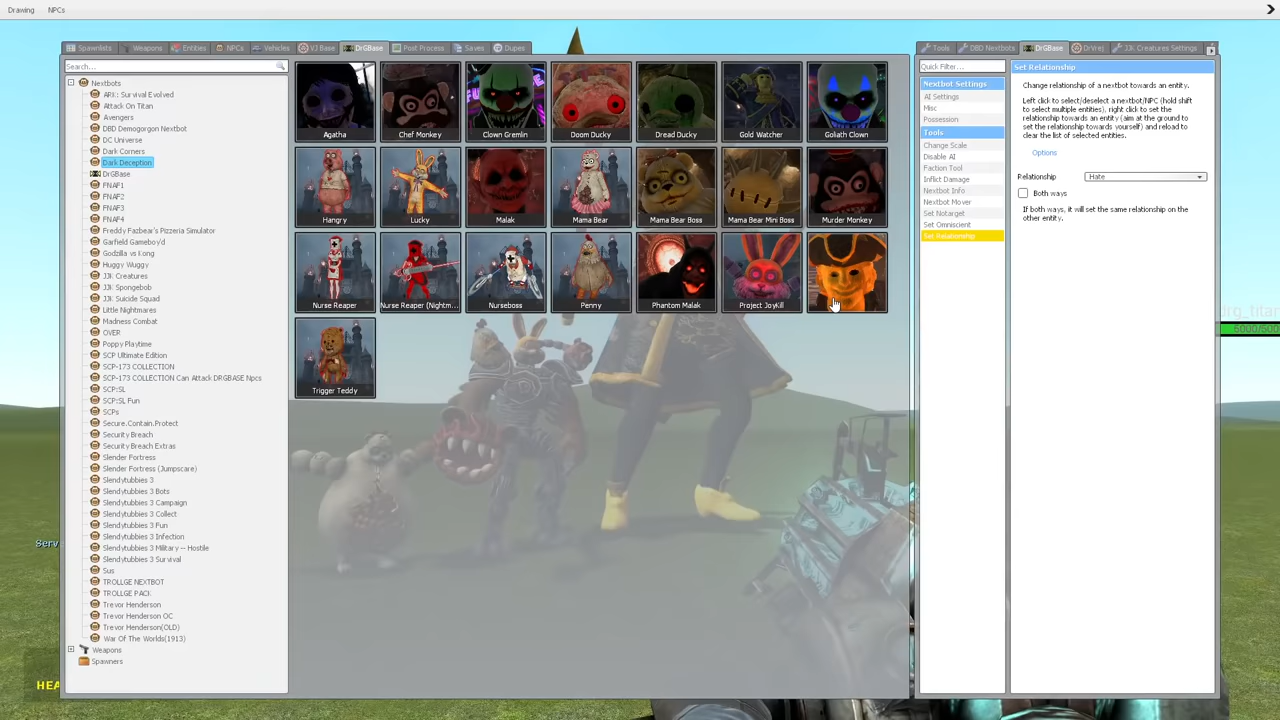 Drawing NPCs
Spawnlists Weapons Entities NPCs Vehicles VJ Base DrGBase Post Process Saves Dupes
Search...
Nextbots
ARK: Survival Evolved
Attack On Titan
Avengers
DBD Demogorgon Nextbot
DC Universe
Dark Corners
Dark Deception
DrGBase
FNAF1
FNAF2
FNAF3
FNAF4
Freddy Fazbear's Pizzeria Simulator
Garfield Gameboy'd
Godzilla vs Kong
Huggy Wuggy
JJK Creatures
JJK Spongebob
JJK Suicide Squad
Little Nightmares
Madness Combat
OVER
Poppy Playtime
SCP Ultimate Edition
SCP-173 COLLECTION
SCP-173 COLLECTION Can Attack DRGBASE Npcs
SCP:SL
SCP:SL Fun
SCPs
Secure.Contain.Protect
Security Breach
Security Breach Extras
Slender Fortress
Slender Fortress (Jumpscare)
Slendytubbies 3
Slendytubbies 3 Bots
Slendytubbies 3 Campaign
Slendytubbies 3 Collect
Slendytubbies 3 Fun
Slendytubbies 3 Infection
Slendytubbies 3 Military -- Hostile
Slendytubbies 3 Survival
Sus
TROLLGE NEXTBOT
TROLLGE PACK
Trevor Henderson
Trevor Henderson OC
Trevor Henderson(OLD)
War Of The Worlds(1913)
Weapons
Spawners
Agatha Chef Monkey Clown Gremlin Doom Ducky Dread Ducky Gold Watcher Goliath Clown
Hangry Lucky Malak Mama Bear Mama Bear Boss Mama Bear Mini Boss Murder Monkey
Nurse Reaper Nurse Reaper (Nightm... Nurseboss Penny Phantom Malak Project JoyKill
Trigger Teddy
Tools DBD Nextbots DrGBase DrVrej JJk Creatures Settings
Quick Filter...
Nextbot Settings
AI Settings
Misc
Possession
Tools
Change Scale
Disable AI
Faction Tool
Inflict Damage
Nextbot Info
Nextbot Mover
Set Notarget
Set Omniscient
Set Relationship
Set Relationship
Change relationship of a nextbot towards an entity.
Left click to select/deselect a nextbot/NPC (hold shift
to select multiple entities), right click to set the
relationship towards an entity (aim at the ground to
set the relationship towards yourself) and reload to
clear the list of selected entities.
Options
Relationship Hate
Both ways
If both ways, it will set the same relationship on the
other entity.
drg_titan
Serv
HEA